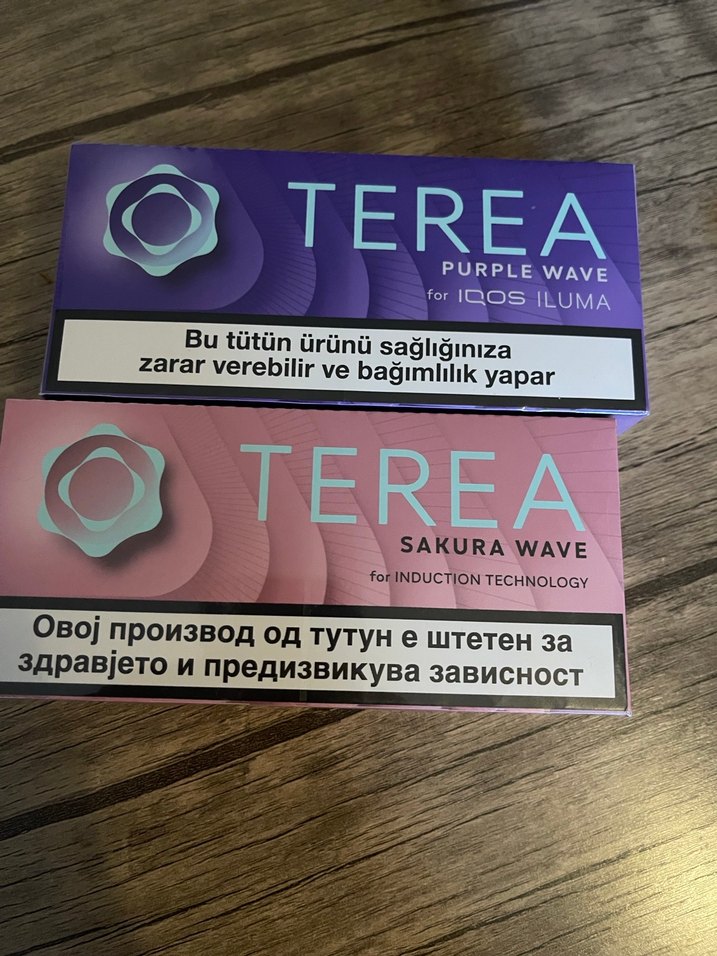 TEREA
PURPLE WAVE
for IQOS ILUMA
Bu tütün ürünü sağlığınıza
zarar verebilir ve bağımlılık yapar
TEREA
SAKURA WAVE
for INDUCTION TECHNOLOGY
Овој производ од тутун е штетен за
здравјето и предизвикува зависност